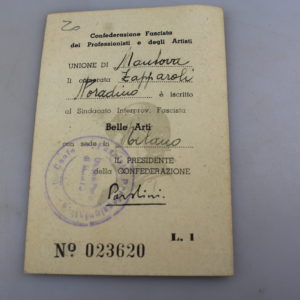 Confederazione Fascista
dei Professionisti e degli Artisti
UNIONE DI Mantova
Il camerata Zapparoli
Noradino è iscritto
al Sindacato Interprov. Fascista
Belle Arti
con sede in Milano
IL PRESIDENTE
della CONFEDERAZIONE
L. 1
Nº 023620